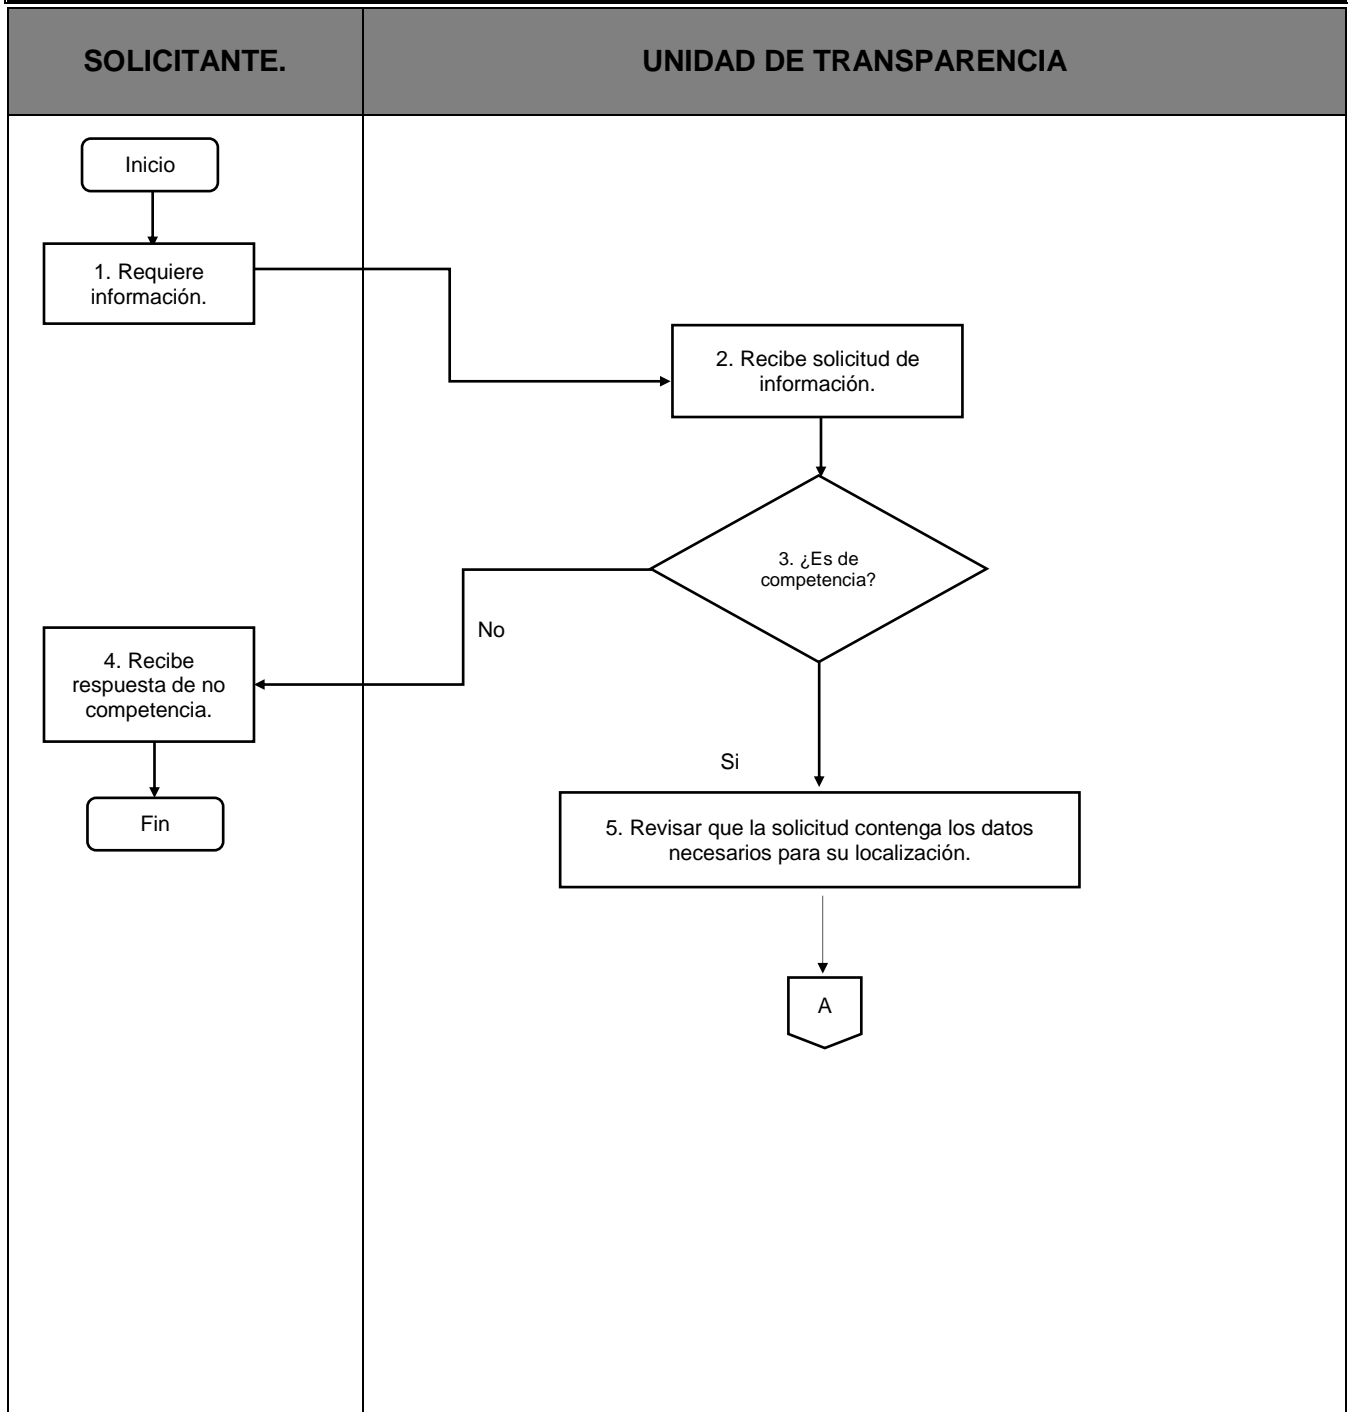 SOLICITANTE.
UNIDAD DE TRANSPARENCIA
Inicio
1. Requiere
información.
2. Recibe solicitud de
información.
3. ¿Es de
competencia?
No
4. Recibe
respuesta de no
competencia.
Fin
Si
5. Revisar que la solicitud contenga los datos
necesarios para su localización.
A